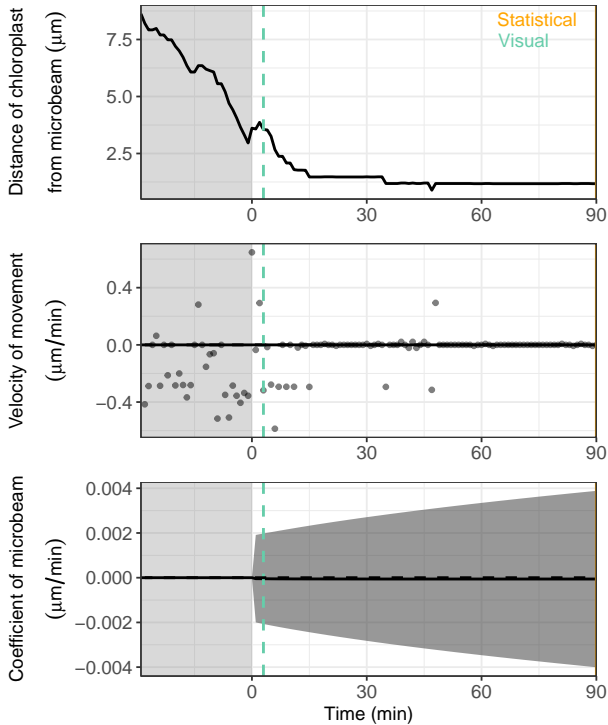 Distance of chloroplast
from microbeam (μm)
7.5
5.0
2.5
Statistical
Visual
0
30
60
90
Velocity of movement
(μm/min)
0.4
0.0
−0.4
0
30
60
90
Coefficient of microbeam
(μm/min)
0.004
0.002
0.000
−0.002
−0.004
0
30
60
90
Time (min)